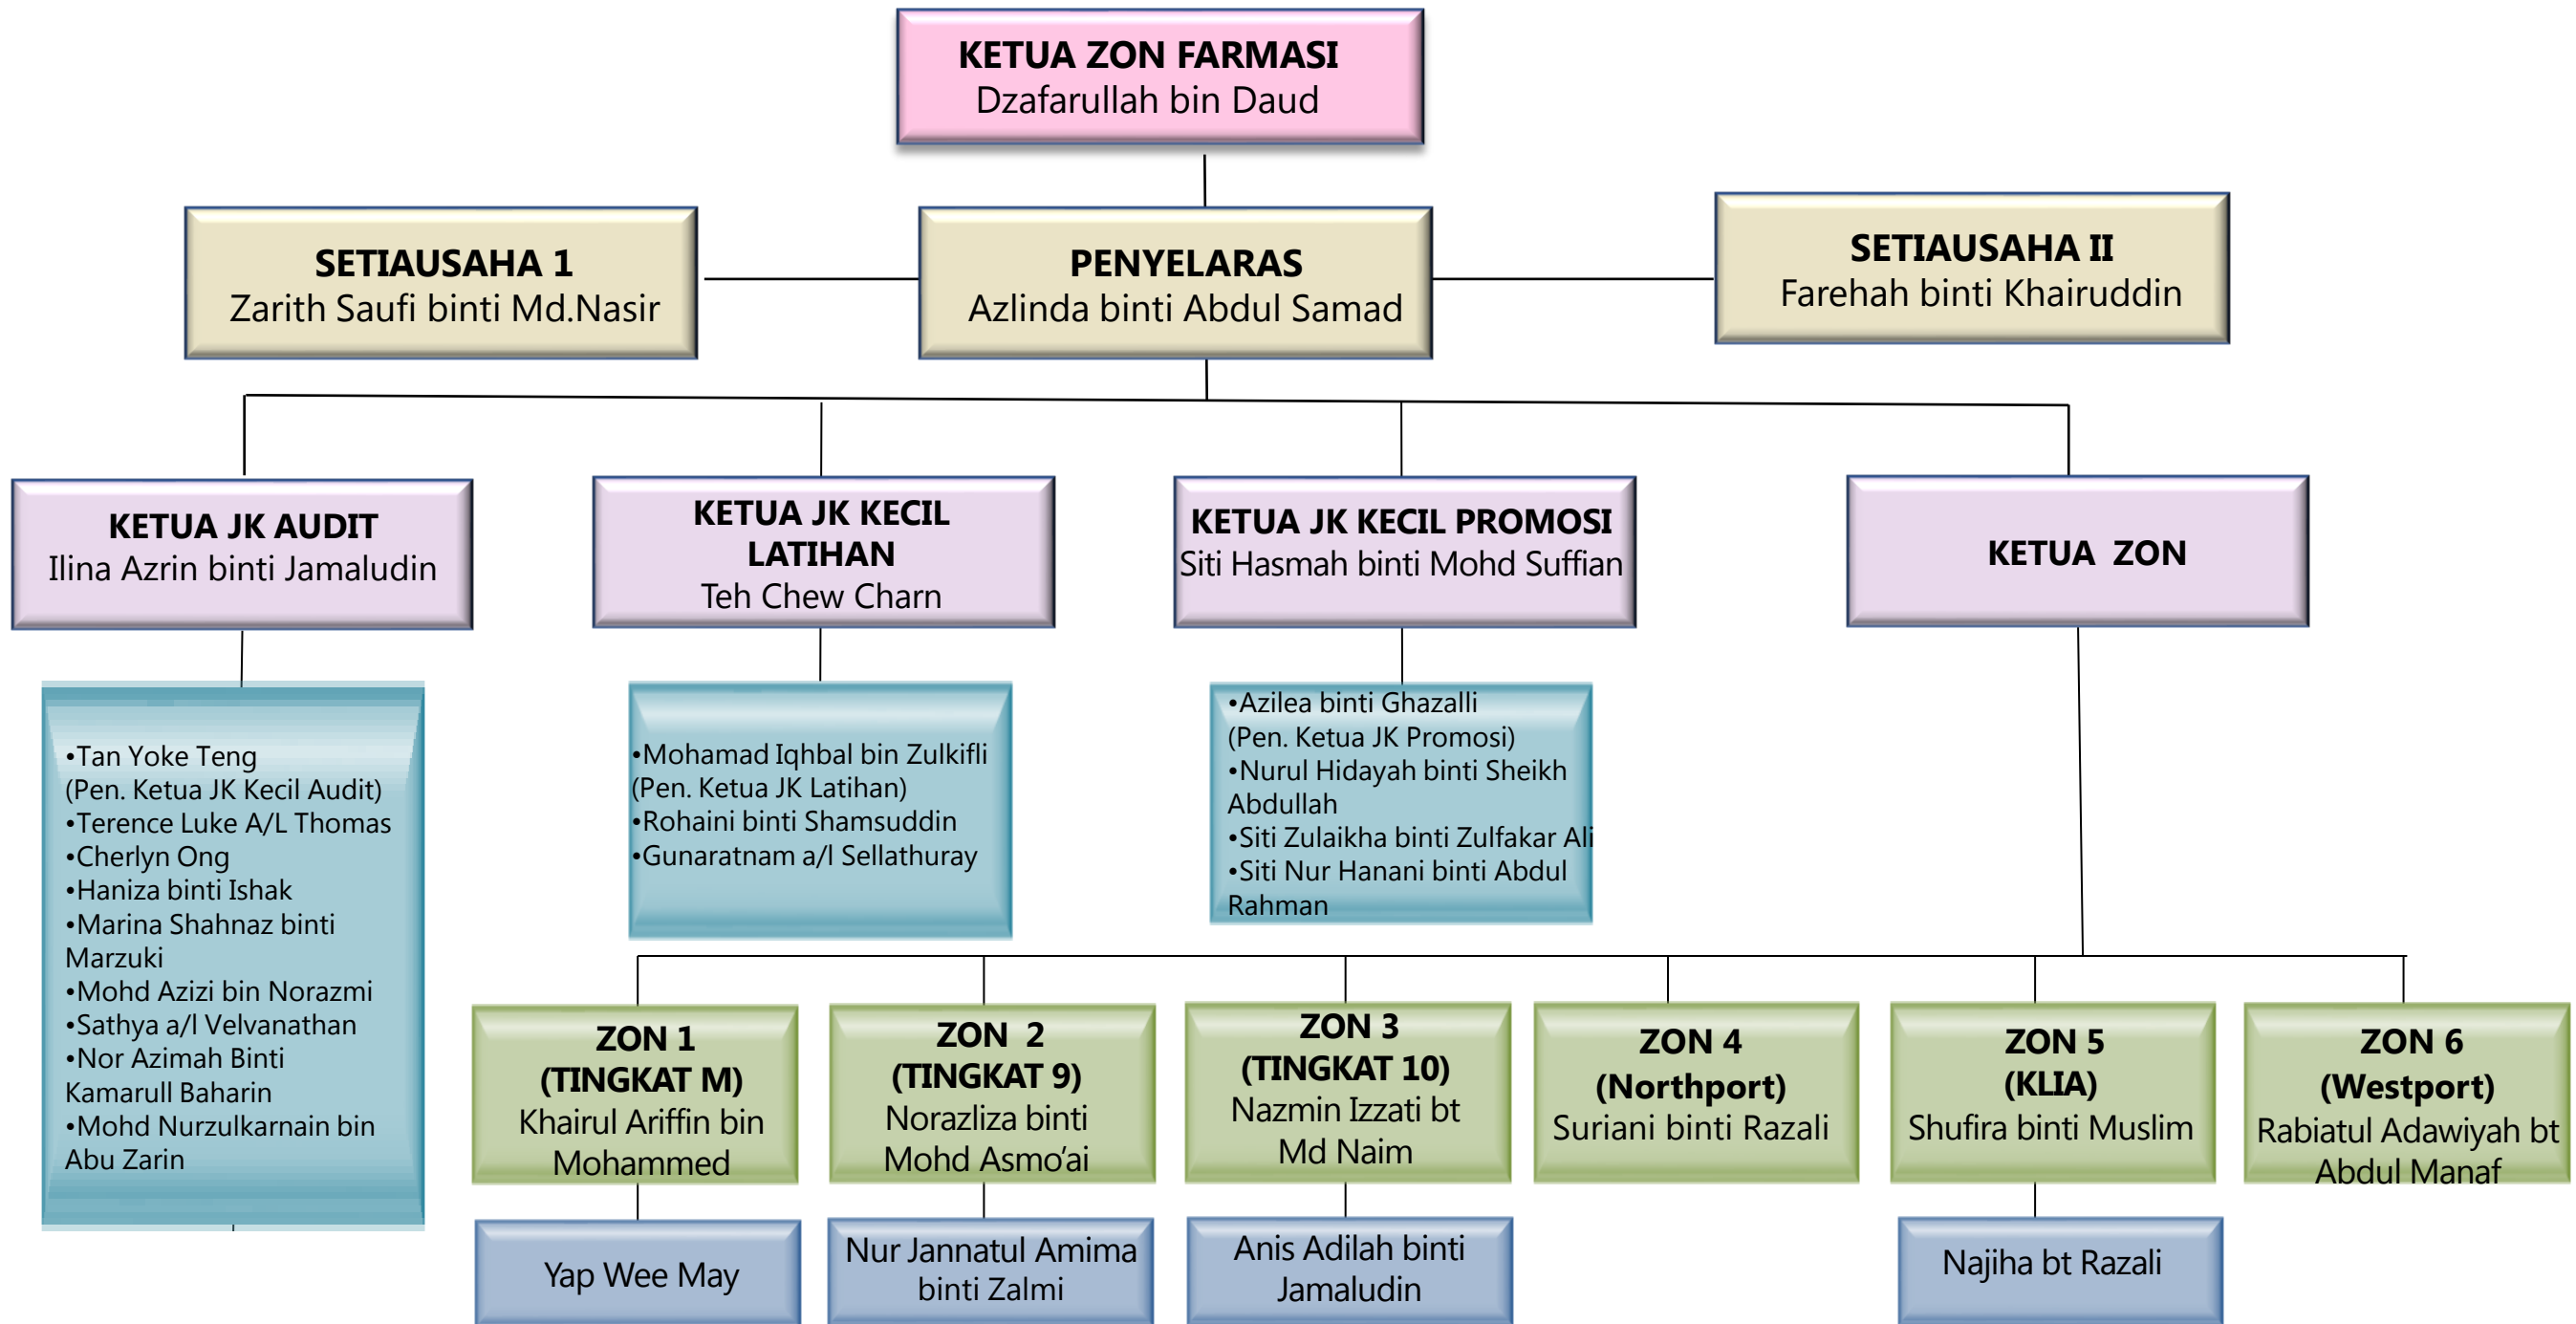 KETUA ZON FARMASI
Dzafarullah bin Daud
SETIAUSAHA 1
Zarith Saufi binti Md.Nasir
PENYELARAS
Azlinda binti Abdul Samad
SETIAUSAHA II
Farehah binti Khairuddin
KETUA JK AUDIT
Ilina Azrin binti Jamaludin
KETUA JK KECIL
LATIHAN
Teh Chew Charn
KETUA JK KECIL PROMOSI
Siti Hasmah binti Mohd Suffian
KETUA  ZON
•Tan Yoke Teng
(Pen. Ketua JK Kecil Audit)
•Terence Luke A/L Thomas
•Cherlyn Ong
•Haniza binti Ishak
•Marina Shahnaz binti
Marzuki
•Mohd Azizi bin Norazmi
•Sathya a/l Velvanathan
•Nor Azimah Binti
Kamarull Baharin
•Mohd Nurzulkarnain bin
Abu Zarin
•Mohamad Iqhbal bin Zulkifli
(Pen. Ketua JK Latihan)
•Rohaini binti Shamsuddin
•Gunaratnam a/l Sellathuray
•Azilea binti Ghazalli
(Pen. Ketua JK Promosi)
•Nurul Hidayah binti Sheikh
Abdullah
•Siti Zulaikha binti Zulfakar Ali
•Siti Nur Hanani binti Abdul
Rahman
ZON 1
(TINGKAT M)
Khairul Ariffin bin
Mohammed
ZON  2
(TINGKAT 9)
Norazliza binti
Mohd Asmo’ai
ZON 3
(TINGKAT 10)
Nazmin Izzati bt
Md Naim
ZON 4
(Northport)
Suriani binti Razali
ZON 5
(KLIA)
Shufira binti Muslim
ZON 6
(Westport)
Rabiatul Adawiyah bt
Abdul Manaf
Yap Wee May
Nur Jannatul Amima
binti Zalmi
Anis Adilah binti
Jamaludin
Najiha bt Razali